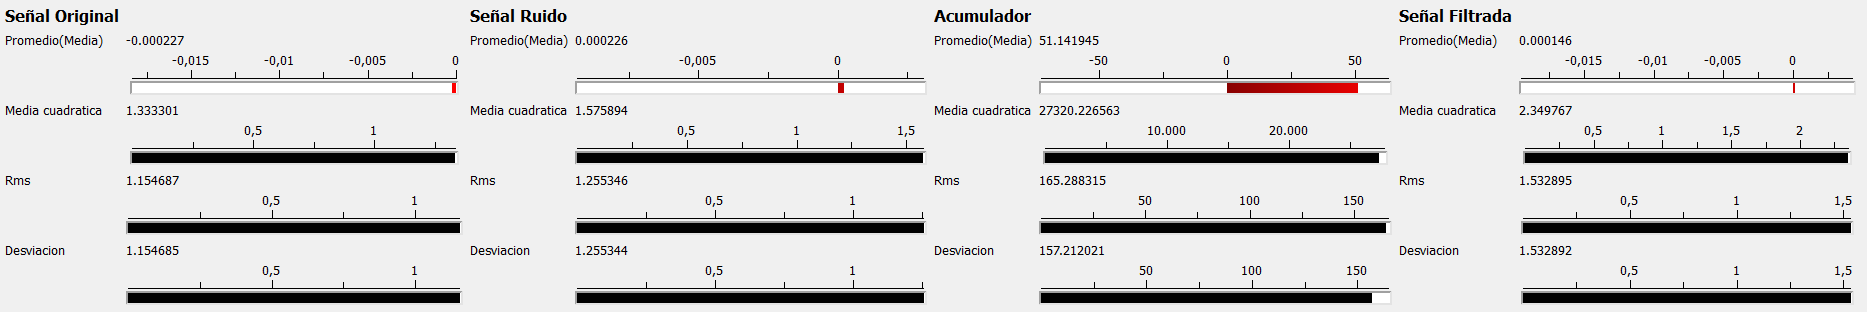 Señal Original
Promedio(Media) -0.000227
-0,015 -0,01 -0,005 0
Media cuadratica 1.333301
0,5 1
Rms 1.154687
0,5 1
Desviacion 1.154685
0,5 1
Señal Ruido
Promedio(Media) 0.000226
-0,005 0
Media cuadratica 1.575894
0,5 1 1,5
Rms 1.255346
0,5 1
Desviacion 1.255344
0,5 1
Acumulador
Promedio(Media) 51.141945
-50 0 50
Media cuadratica 27320.226563
10.000 20.000
Rms 165.288315
50 100 150
Desviacion 157.212021
50 100 150
Señal Filtrada
Promedio(Media) 0.000146
-0,015 -0,01 -0,005 0
Media cuadratica 2.349767
0,5 1 1,5 2
Rms 1.532895
0,5 1 1,5
Desviacion 1.532892
0,5 1 1,5